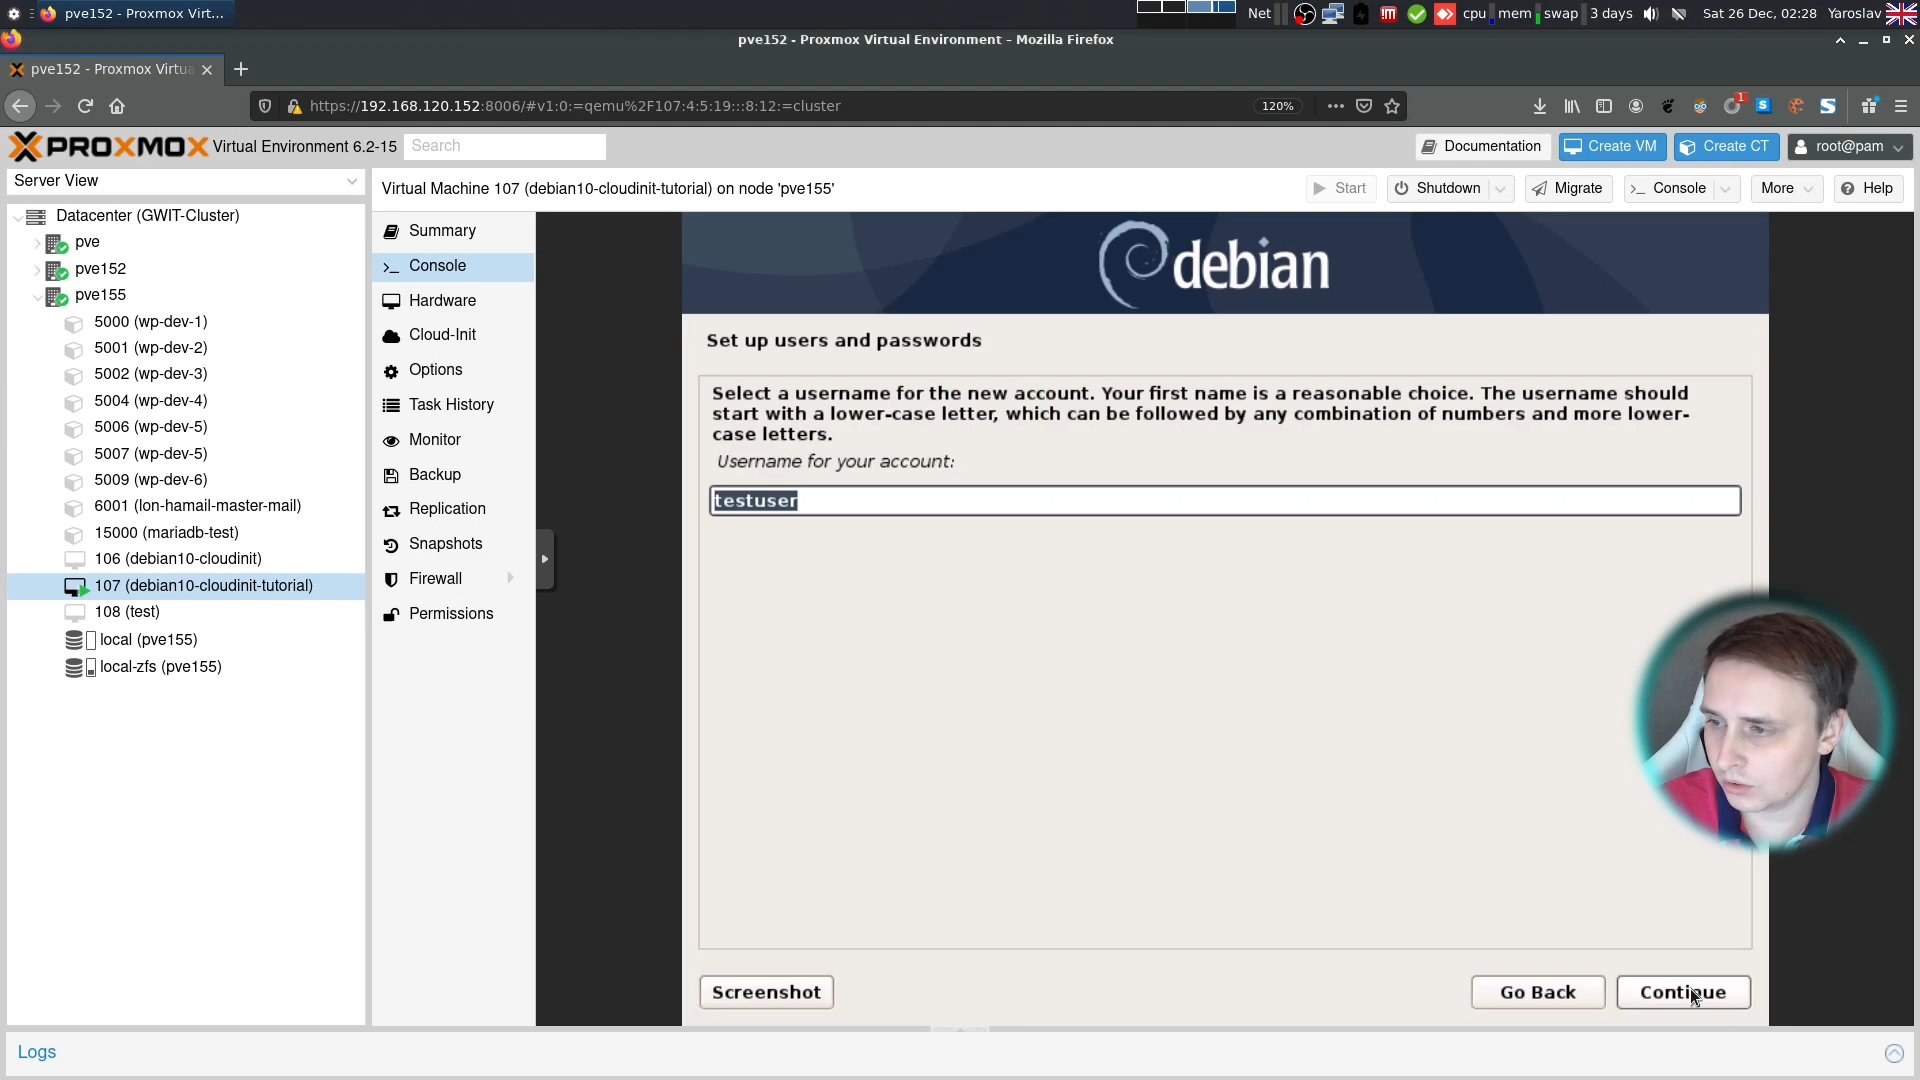 pve152 - Proxmox Virt...
Net
cpu
mem
swap
3 days
Sat 26 Dec, 02:28
Yaroslav
pve152 - Proxmox Virtual Environment - Mozilla Firefox
pve152 - Proxmox Virtua
https://192.168.120.152:8006/#v1:0:=qemu%2F107:4:5:19:::8:12:=cluster
120%
1
PROXMOX
Virtual Environment 6.2-15
Search
Documentation
Create VM
Create CT
root@pam
Server View
Virtual Machine 107 (debian10-cloudinit-tutorial) on node 'pve155'
Start
Shutdown
Migrate
Console
More
Help
Datacenter (GWIT-Cluster)
pve
pve152
pve155
5000 (wp-dev-1)
5001 (wp-dev-2)
5002 (wp-dev-3)
5004 (wp-dev-4)
5006 (wp-dev-5)
5007 (wp-dev-5)
5009 (wp-dev-6)
6001 (lon-hamail-master-mail)
15000 (mariadb-test)
106 (debian10-cloudinit)
107 (debian10-cloudinit-tutorial)
108 (test)
local (pve155)
local-zfs (pve155)
Summary
Console
Hardware
Cloud-Init
Options
Task History
Monitor
Backup
Replication
Snapshots
Firewall
Permissions
debian
Set up users and passwords
Select a username for the new account. Your first name is a reasonable choice. The username should
start with a lower-case letter, which can be followed by any combination of numbers and more lower-
case letters.
Username for your account:
testuser
Screenshot
Go Back
Continue
Logs